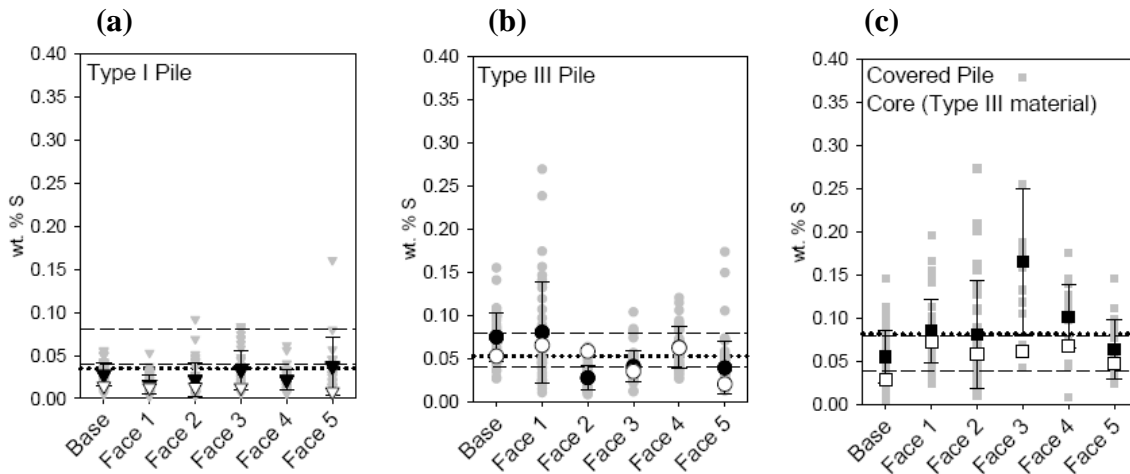 (a)
0.40
0.35
0.30
0.25
0.20
0.15
0.10
0.05
0.00
wt. % S
Type I Pile
Base
Face 1
Face 2
Face 3
Face 4
Face 5
(b)
0.40
0.35
0.30
0.25
0.20
0.15
0.10
0.05
0.00
wt. % S
Type III Pile
Base
Face 1
Face 2
Face 3
Face 4
Face 5
(c)
0.40
0.35
0.30
0.25
0.20
0.15
0.10
0.05
0.00
wt. % S
Covered Pile
Core (Type III material)
Base
Face 1
Face 2
Face 3
Face 4
Face 5